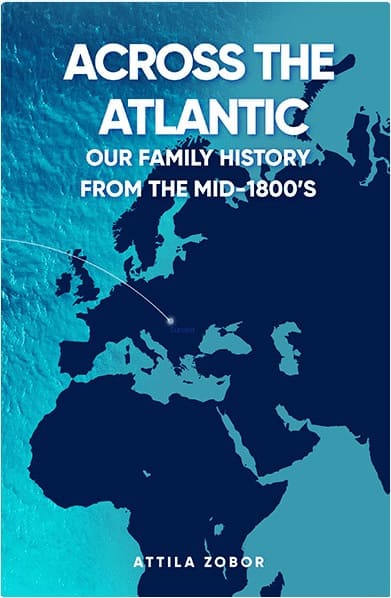 ACROSS THE
ATLANTIC
OUR FAMILY HISTORY
FROM THE MID-1800'S
ATTILA ZOBOR